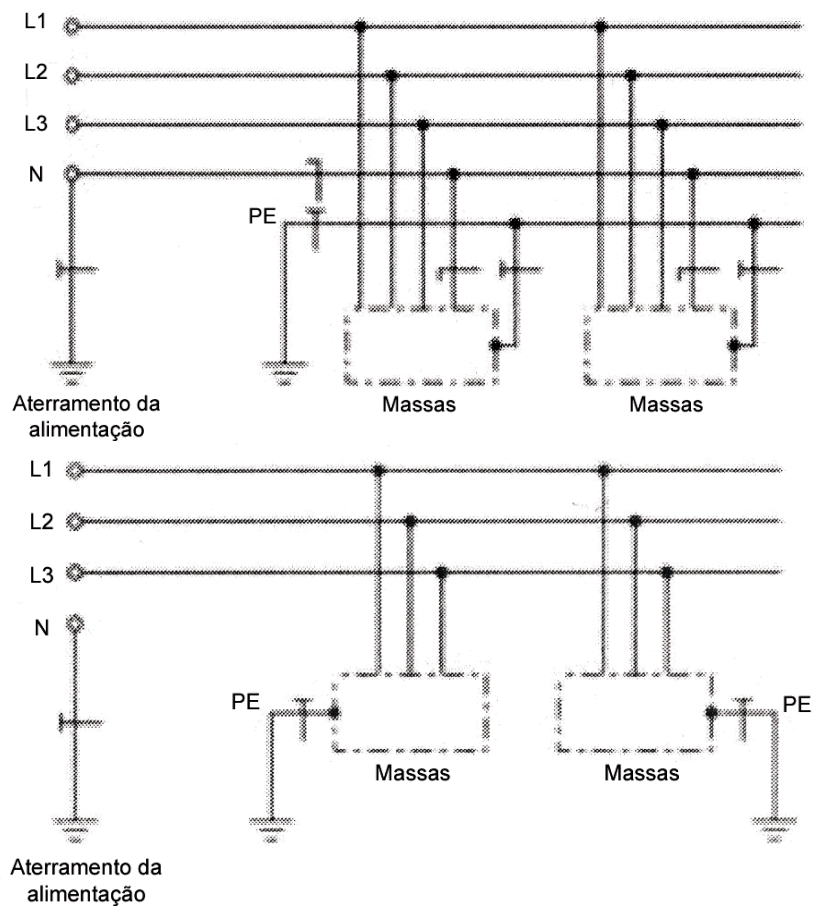 L1
L2
L3
N
PE
Aterramento da
alimentação
Massas
Massas
L1
L2
L3
N
PE
PE
Massas
Massas
Aterramento da
alimentação